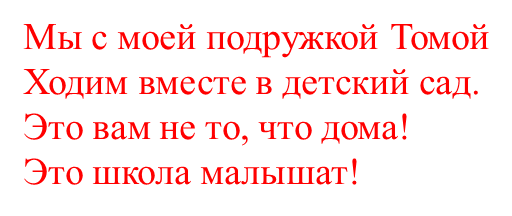 Мы с моей подружкой Томой
Ходим вместе в детский сад.
Это вам не то, что дома!
Это школа малышат!